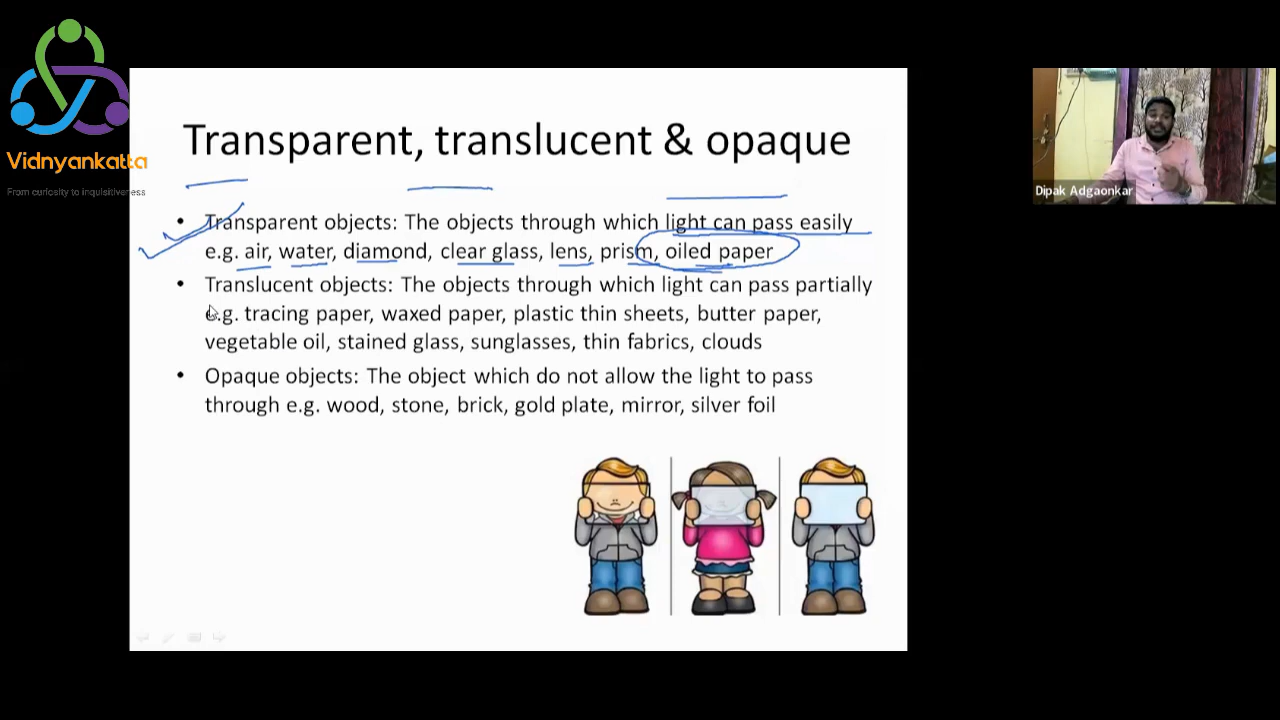 Vidnyankatta
From curiosity to inquisitiveness
Transparent, translucent & opaque
• Transparent objects: The objects through which light can pass easily
e.g. air, water, diamond, clear glass, lens, prism, oiled paper
• Translucent objects: The objects through which light can pass partially
e.g. tracing paper, waxed paper, plastic thin sheets, butter paper,
vegetable oil, stained glass, sunglasses, thin fabrics, clouds
• Opaque objects: The object which do not allow the light to pass
through e.g. wood, stone, brick, gold plate, mirror, silver foil
Dipak Adgaonkar